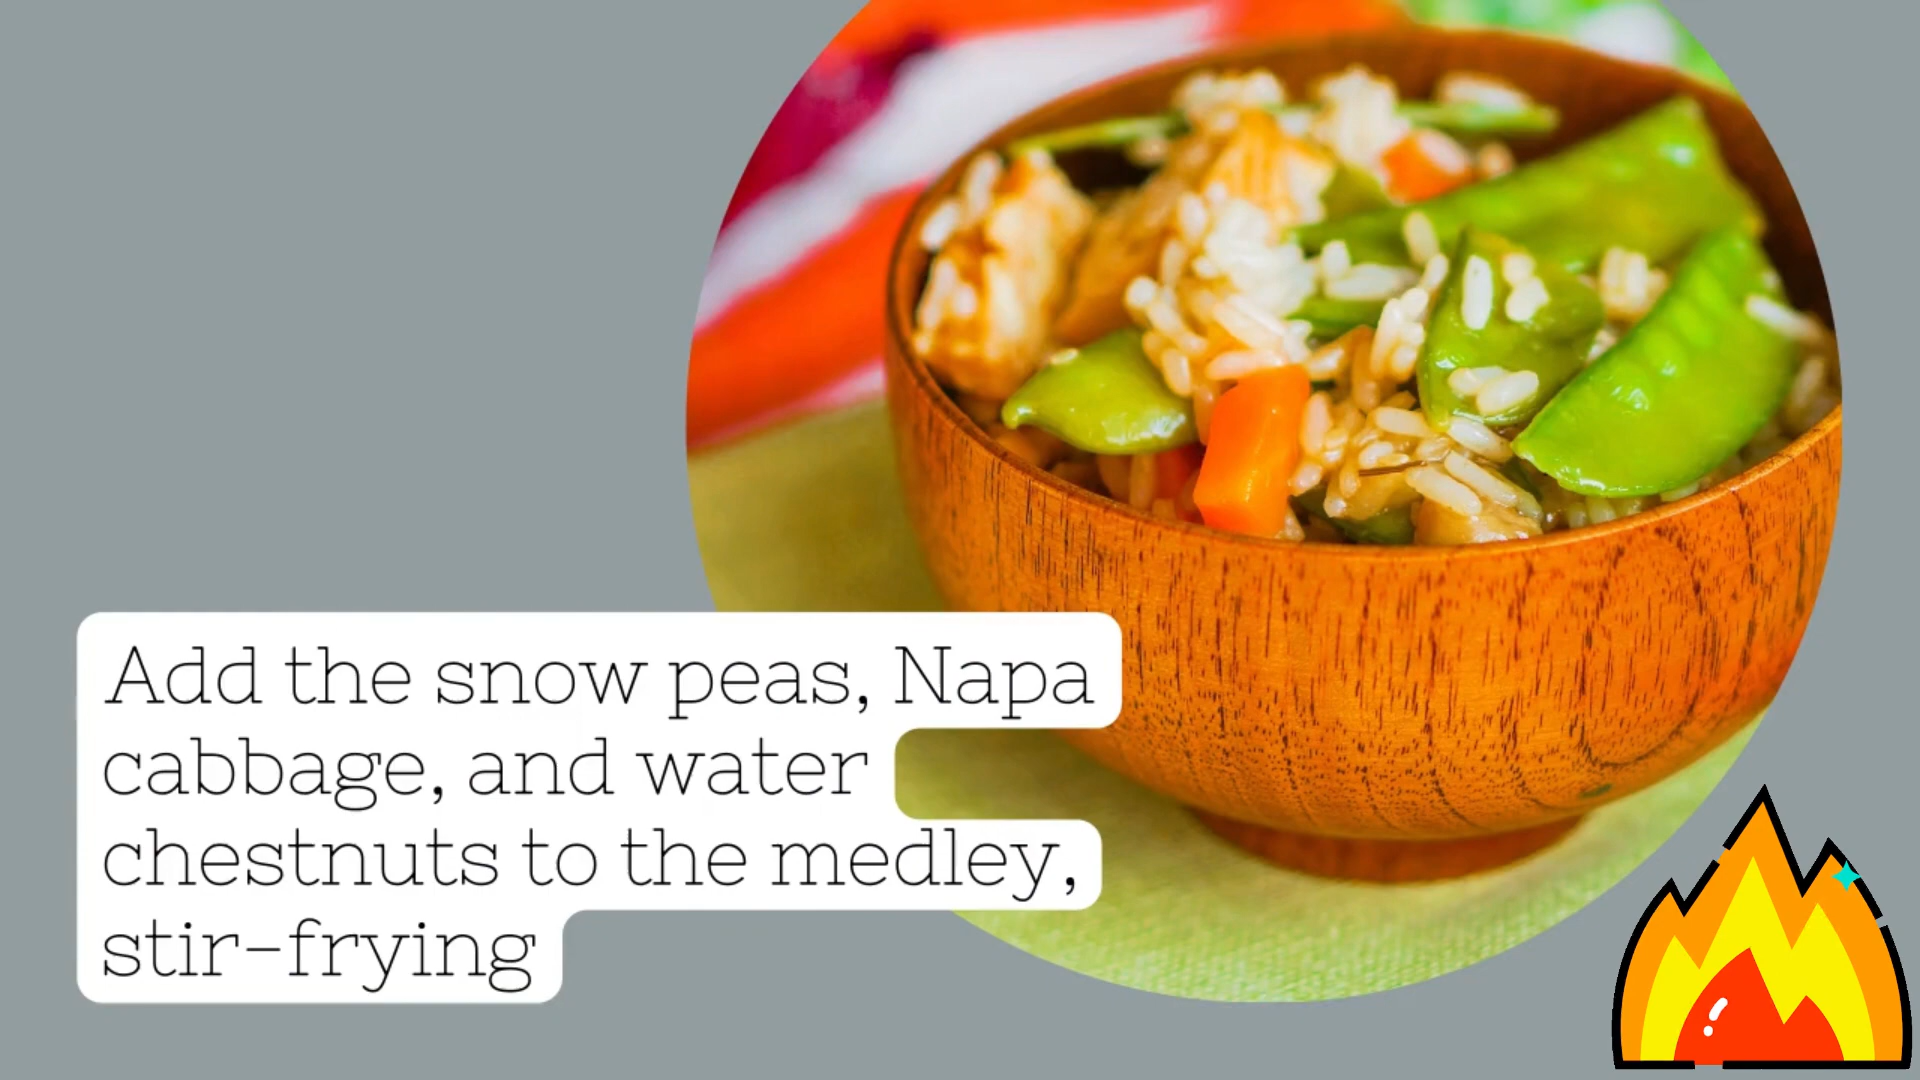 Add the snow peas, Napa
cabbage, and water
chestnuts to the medley,
stir-frying